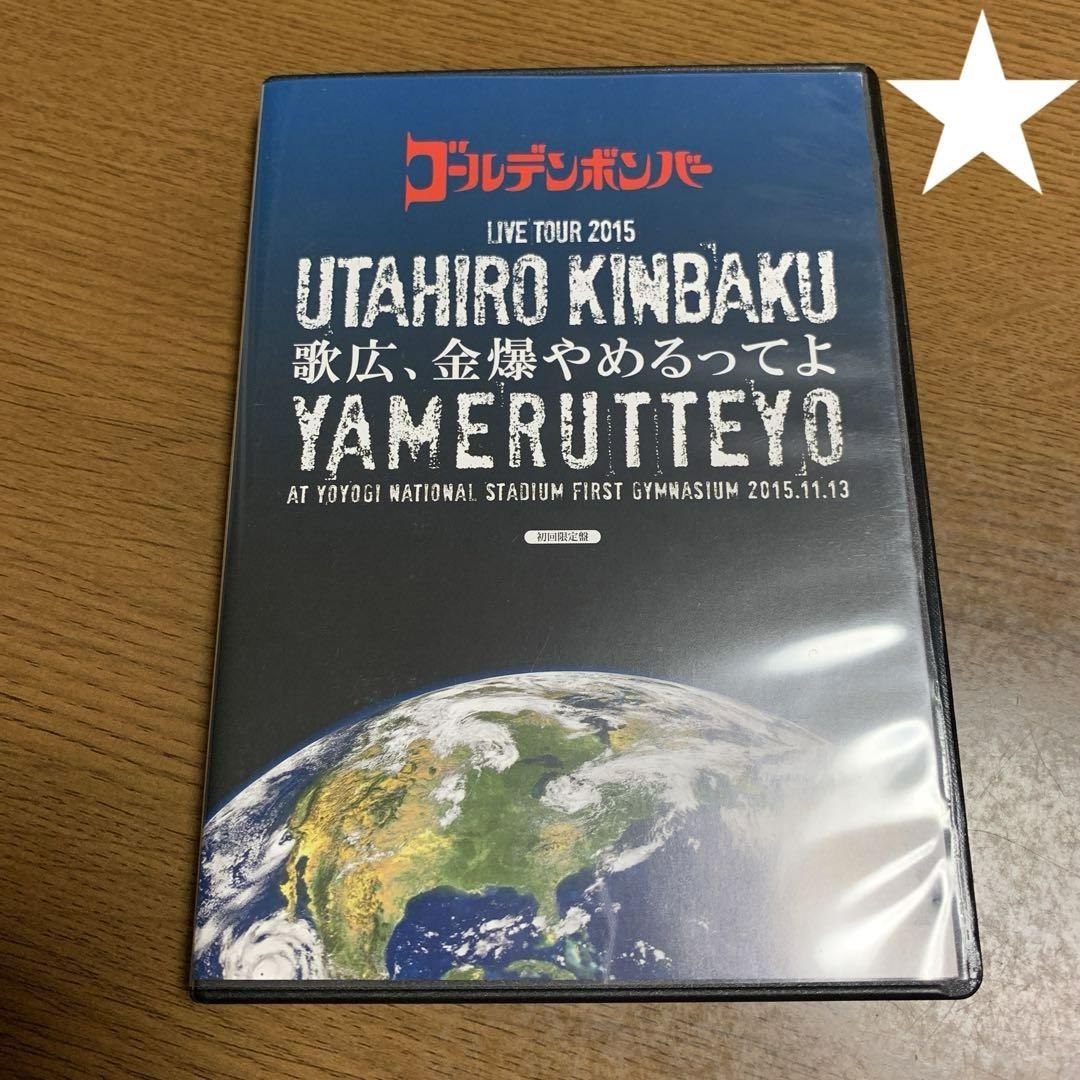 ゴールデンボンバー
LIVE TOUR 2015
UTAHIRO KINBAKU
歌広、金爆やめるってよ
YAMERUTTEYO
AT YOYOGI NATIONAL STADIUM FIRST GYMNASIUM 2015.11.13
初回限定盤